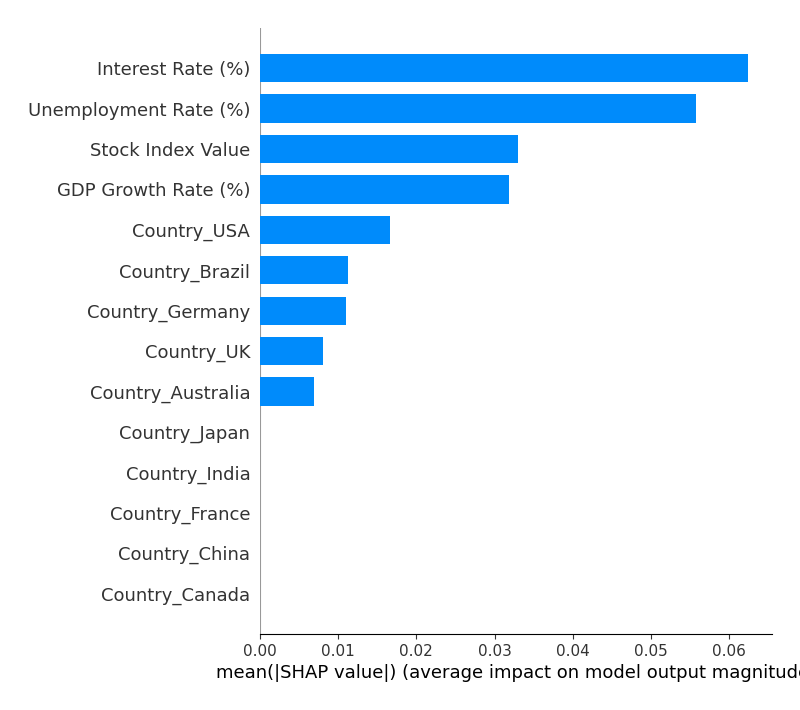 Interest Rate (%)
Unemployment Rate (%)
Stock Index Value
GDP Growth Rate (%)
Country_USA
Country_Brazil
Country_Germany
Country_UK
Country_Australia
Country_Japan
Country_India
Country_France
Country_China
Country_Canada
0.00 0.01 0.02 0.03 0.04 0.05 0.06
mean(|SHAP value|) (average impact on model output magnitude